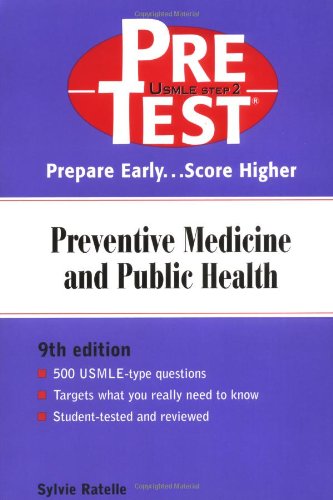 PRE
USMLE STEP 2
TEST®
Prepare Early...Score Higher
Preventive Medicine
and Public Health
9th edition
500 USMLE-type questions
Targets what you really need to know
Student-tested and reviewed
Sylvie Ratelle